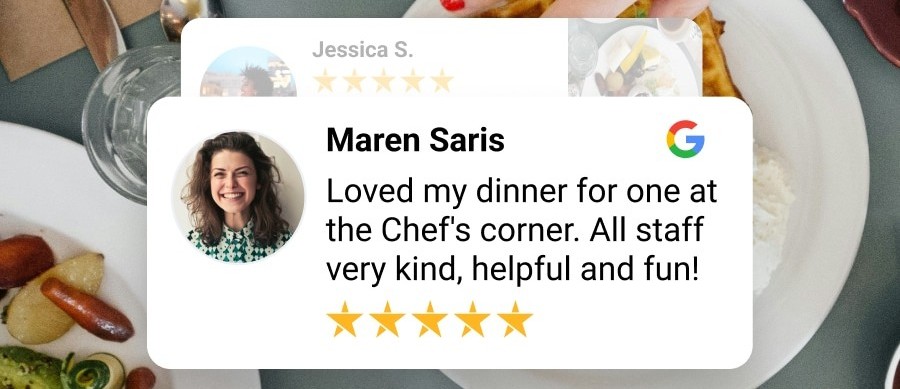 Jessica S.
Maren Saris
Loved my dinner for one at
the Chef's corner. All staff
very kind, helpful and fun!